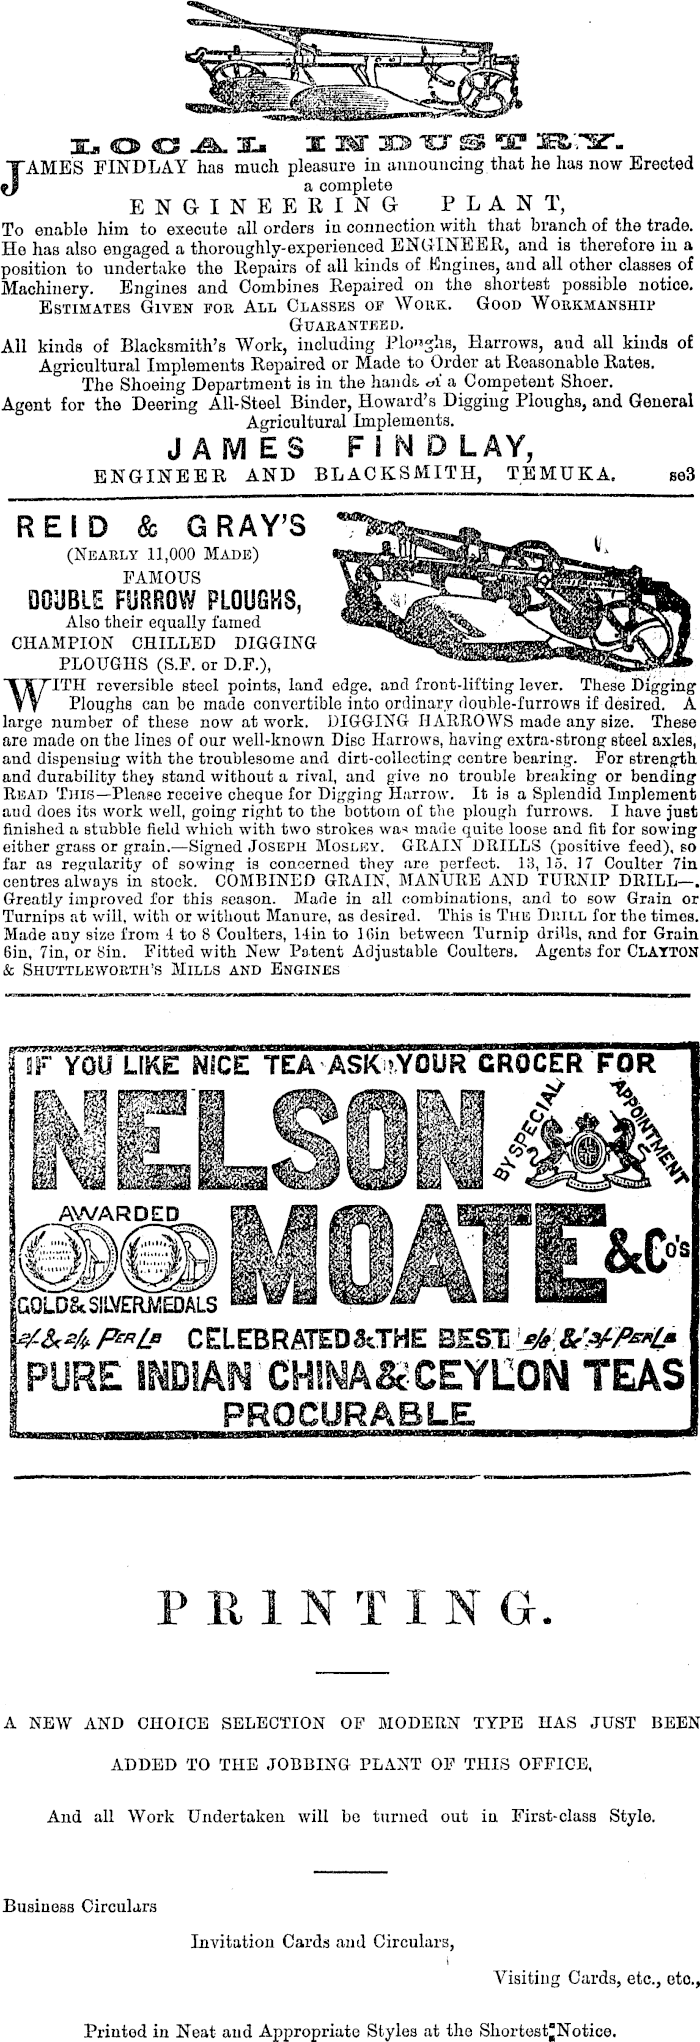 LOCAL INDUSTRY.
JAMES FINDLAY has much pleasure in announcing that he has now Erected
a complete
ENGINEERING PLANT,
To enable him to execute all orders in connection with that branch of the trade.
He has also engaged a thoroughly-experienced ENGINEER, and is therefore in a
position to undertake the Repairs of all kinds of Engines, and all other classes of
Machinery. Engines and Combines Repaired on the shortest possible notice.
ESTIMATES GIVEN FOR ALL CLASSES OF WORK. GOOD WORKMANSHIP
GUARANTEED.
All kinds of Blacksmith's Work, including Ploughs, Harrows, and all kinds of
Agricultural Implements Repaired or Made to Order at Reasonable Rates.
The Shoeing Department is in the hands of a Competent Shoer.
Agent for the Deering All-Steel Binder, Howard's Digging Ploughs, and General
Agricultural Implements.
JAMES FINDLAY,
ENGINEER AND BLACKSMITH, TEMUKA. se3
REID & GRAY'S
(NEARLY 11,000 MADE)
FAMOUS
DOUBLE FURROW PLOUGHS,
Also their equally famed
CHAMPION CHILLED DIGGING
PLOUGHS (S.F. or D.F.),
WITH reversible steel points, land edge, and front-lifting lever. These Digging
Ploughs can be made convertible into ordinary double-furrows if desired. A
large number of these now at work. DIGGING HARROWS made any size. These
are made on the lines of our well-known Disc Harrows, having extra-strong steel axles,
and dispensing with the troublesome and dirt-collecting centre bearing. For strength
and durability they stand without a rival, and give no trouble breaking or bending
READ THIS—Please receive cheque for Digging Harrow. It is a Splendid Implement
and does its work well, going right to the bottom of the plough furrows. I have just
finished a stubble field which with two strokes was made quite loose and fit for sowing
either grass or grain.—Signed JOSEPH MOSLEY. GRAIN DRILLS (positive feed), so
far as regularity of sowing is concerned they are perfect. 13, 15, 17 Coulter 7in
centres always in stock. COMBINED GRAIN, MANURE AND TURNIP DRILL—.
Greatly improved for this season. Made in all combinations, and to sow Grain or
Turnips at will, with or without Manure, as desired. This is THE DRILL for the times.
Made any size from 4 to 8 Coulters, 14in to 16in between Turnip drills, and for Grain
6in, 7in, or 8in. Fitted with New Patent Adjustable Coulters. Agents for CLAYTON
& SHUTTLEWORTH'S MILLS AND ENGINES
IF YOU LIKE NICE TEA ASK YOUR GROCER FOR
NELSON
BY SPECIAL APPOINTMENT
MOATE & Co's
AWARDED
GOLD & SILVER MEDALS
2/- & 2/4 PER LB CELEBRATED & THE BEST 2/8 & 3/- PER LB
PURE INDIAN CHINA & CEYLON TEAS
PROCURABLE
PRINTING.
A NEW AND CHOICE SELECTION OF MODERN TYPE HAS JUST BEEN
ADDED TO THE JOBBING PLANT OF THIS OFFICE,
And all Work Undertaken will be turned out in First-class Style.
Business Circulars
Invitation Cards and Circulars,
Visiting Cards, etc., etc.,
Printed in Neat and Appropriate Styles at the Shortest Notice.